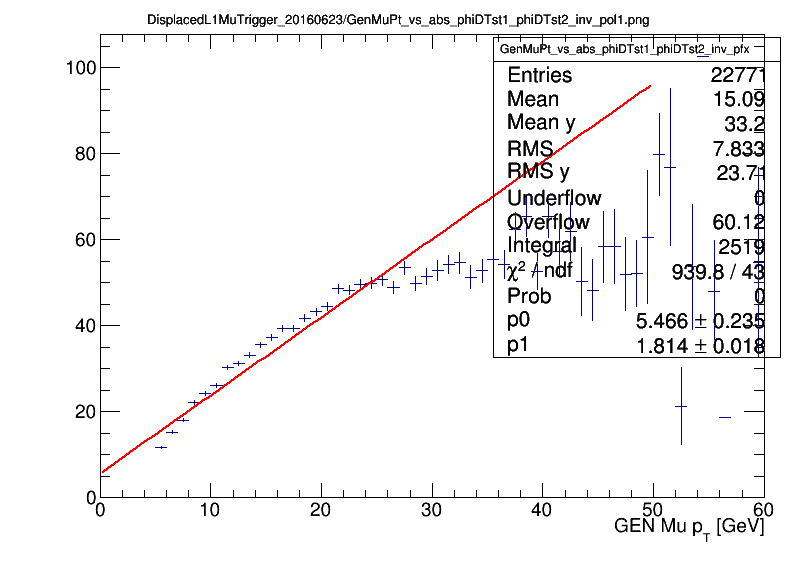 DisplacedL1MuTrigger_20160623/GenMuPt_vs_abs_phiDTst1_phiDTst2_inv_pol1.png
GenMuPt_vs_abs_phiDTst1_phiDTst2_inv_pfx
Entries 22771
Mean 15.09
Mean y 33.2
RMS 7.833
RMS y 23.71
Underflow 0
Overflow 60.12
Integral 2519
χ² / ndf 939.8 / 43
Prob 0
p0 5.466 ± 0.235
p1 1.814 ± 0.018
100
80
60
40
20
0
0 10 20 30 40 50 60
GEN Mu p_T [GeV]